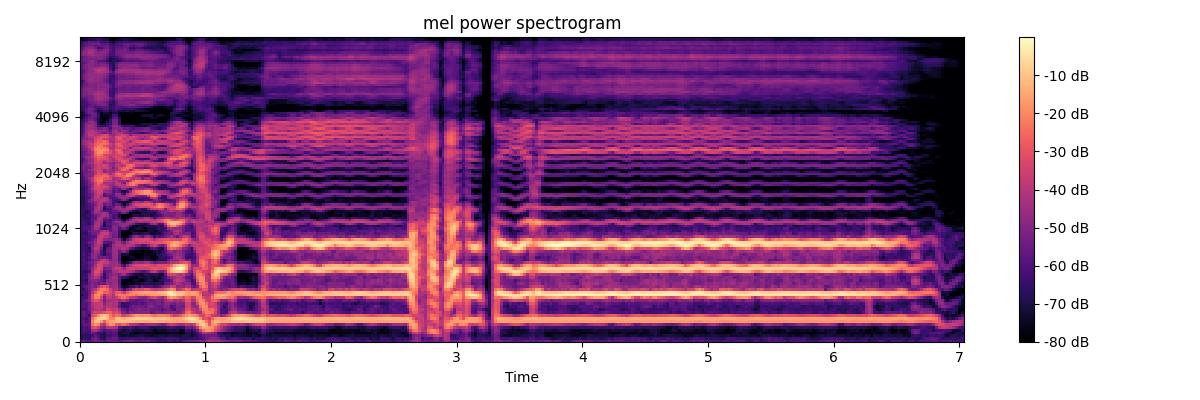 mel power spectrogram
8192
4096
2048
1024
512
0
Hz
0 1 2 3 4 5 6 7
Time
-10 dB
-20 dB
-30 dB
-40 dB
-50 dB
-60 dB
-70 dB
-80 dB